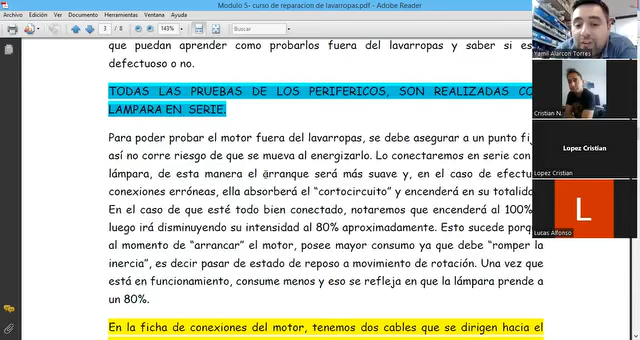 Modulo 5- curso de reparacion de lavarropas.pdf - Adobe Reader
Archivo Edición Ver Ventana Ayuda
3 / 8 143% Buscar
que puedan aprender como probarlos fuera del lavarropas y saber si es
defectuoso o no.
TODAS LAS PRUEBAS DE LOS PERIFERICOS, SON REALIZADAS CO
LAMPARA EN SERIE.
Para poder probar el motor fuera del lavarropas, se debe asegurar a un punto fi
así no corre riesgo de que se mueva al energizarlo. Lo conectaremos en serie con
lámpara, de esta manera el arranque será más suave y, en el caso de efectu
conexiones erróneas, ella absorberá el “cortocircuito” y encenderá en su totalida
En el caso de que esté todo bien conectado, notaremos que encenderá al 100%
luego irá disminuyendo su intensidad al 80% aproximadamente. Esto sucede porq
al momento de “arrancar” el motor, posee mayor consumo ya que debe “romper la
inercia”, es decir pasar de estado de reposo a movimiento de rotación. Una vez que
está en funcionamiento, consume menos y eso se refleja en que la lámpara prende a
un 80%.
En la ficha de conexiones del motor, tenemos dos cables que se dirigen hacia el
Yamil Alarcon Torres
Cristian N.
Lopez Cristian
Lopez Cristian
L
Lucas Alfonso